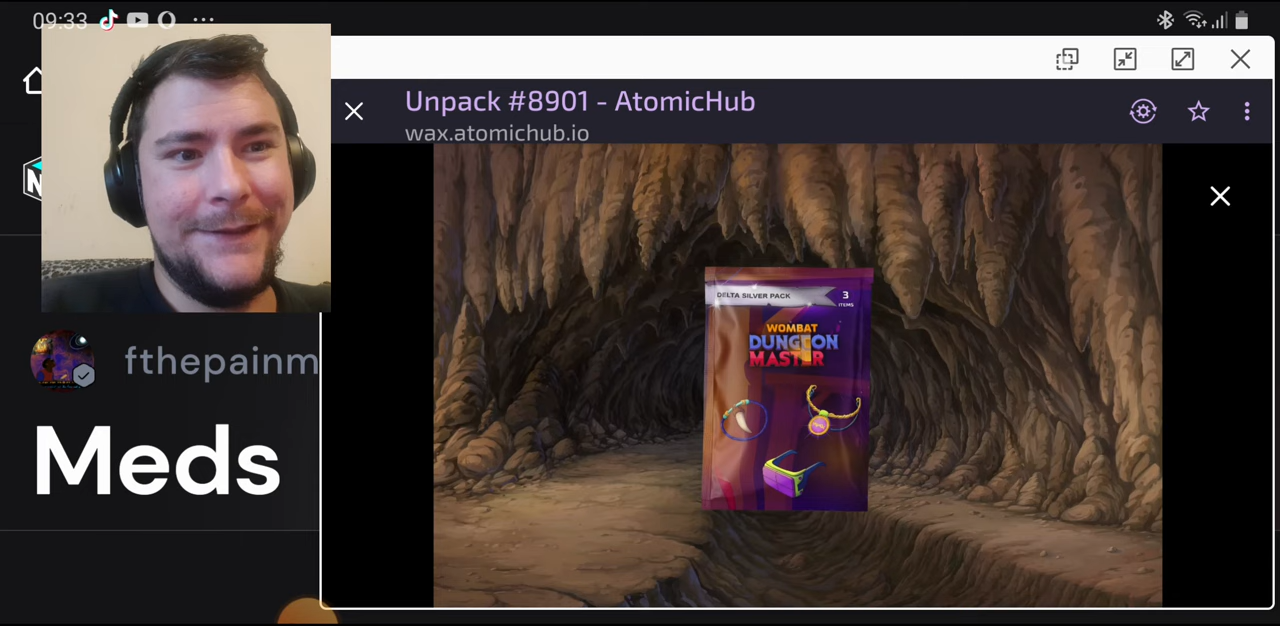 09:33
Unpack #8901 - AtomicHub
wax.atomichub.io
DELTA SILVER PACK
3
ITEMS
WOMBAT
DUNGEON
MASTER
N
fthepainm
Meds